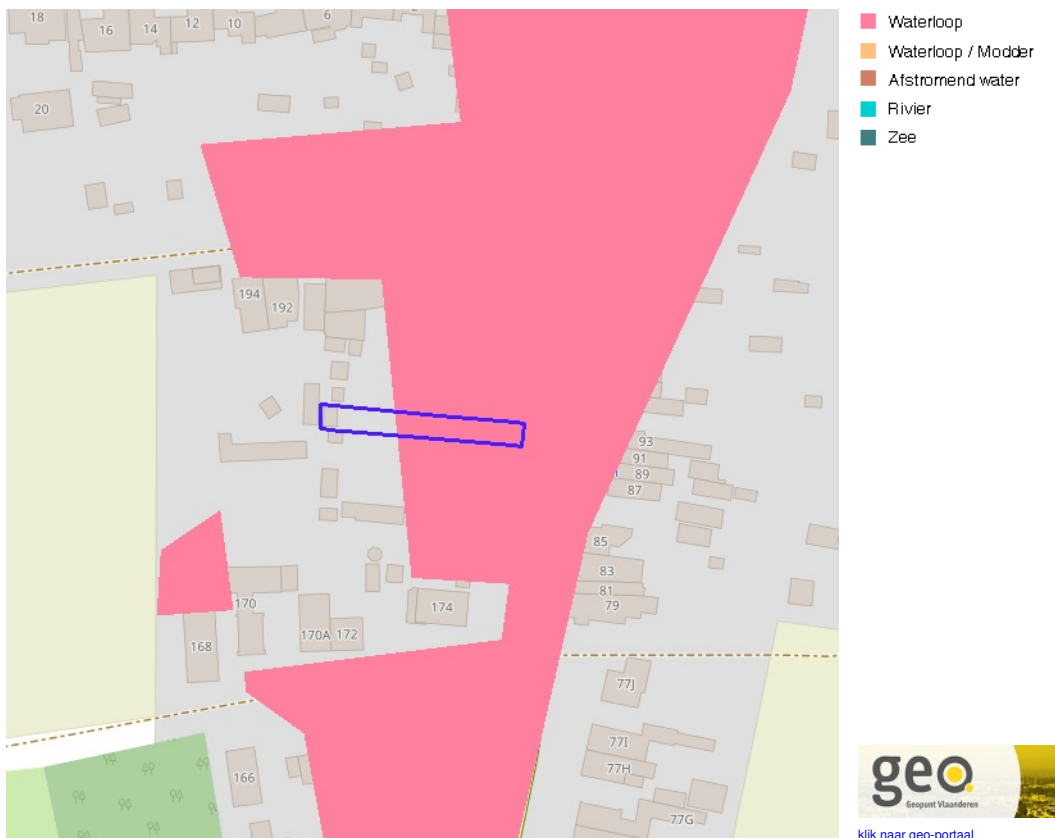 18
16
14
12
10
6
20
194
192
93
91
89
87
85
83
81
79
170
174
170A
172
168
77J
77I
77H
166
77G
Waterloop
Waterloop / Modder
Afstromend water
Rivier
Zee
geo.
Geopunt Vlaanderen
klik naar geo-portaal